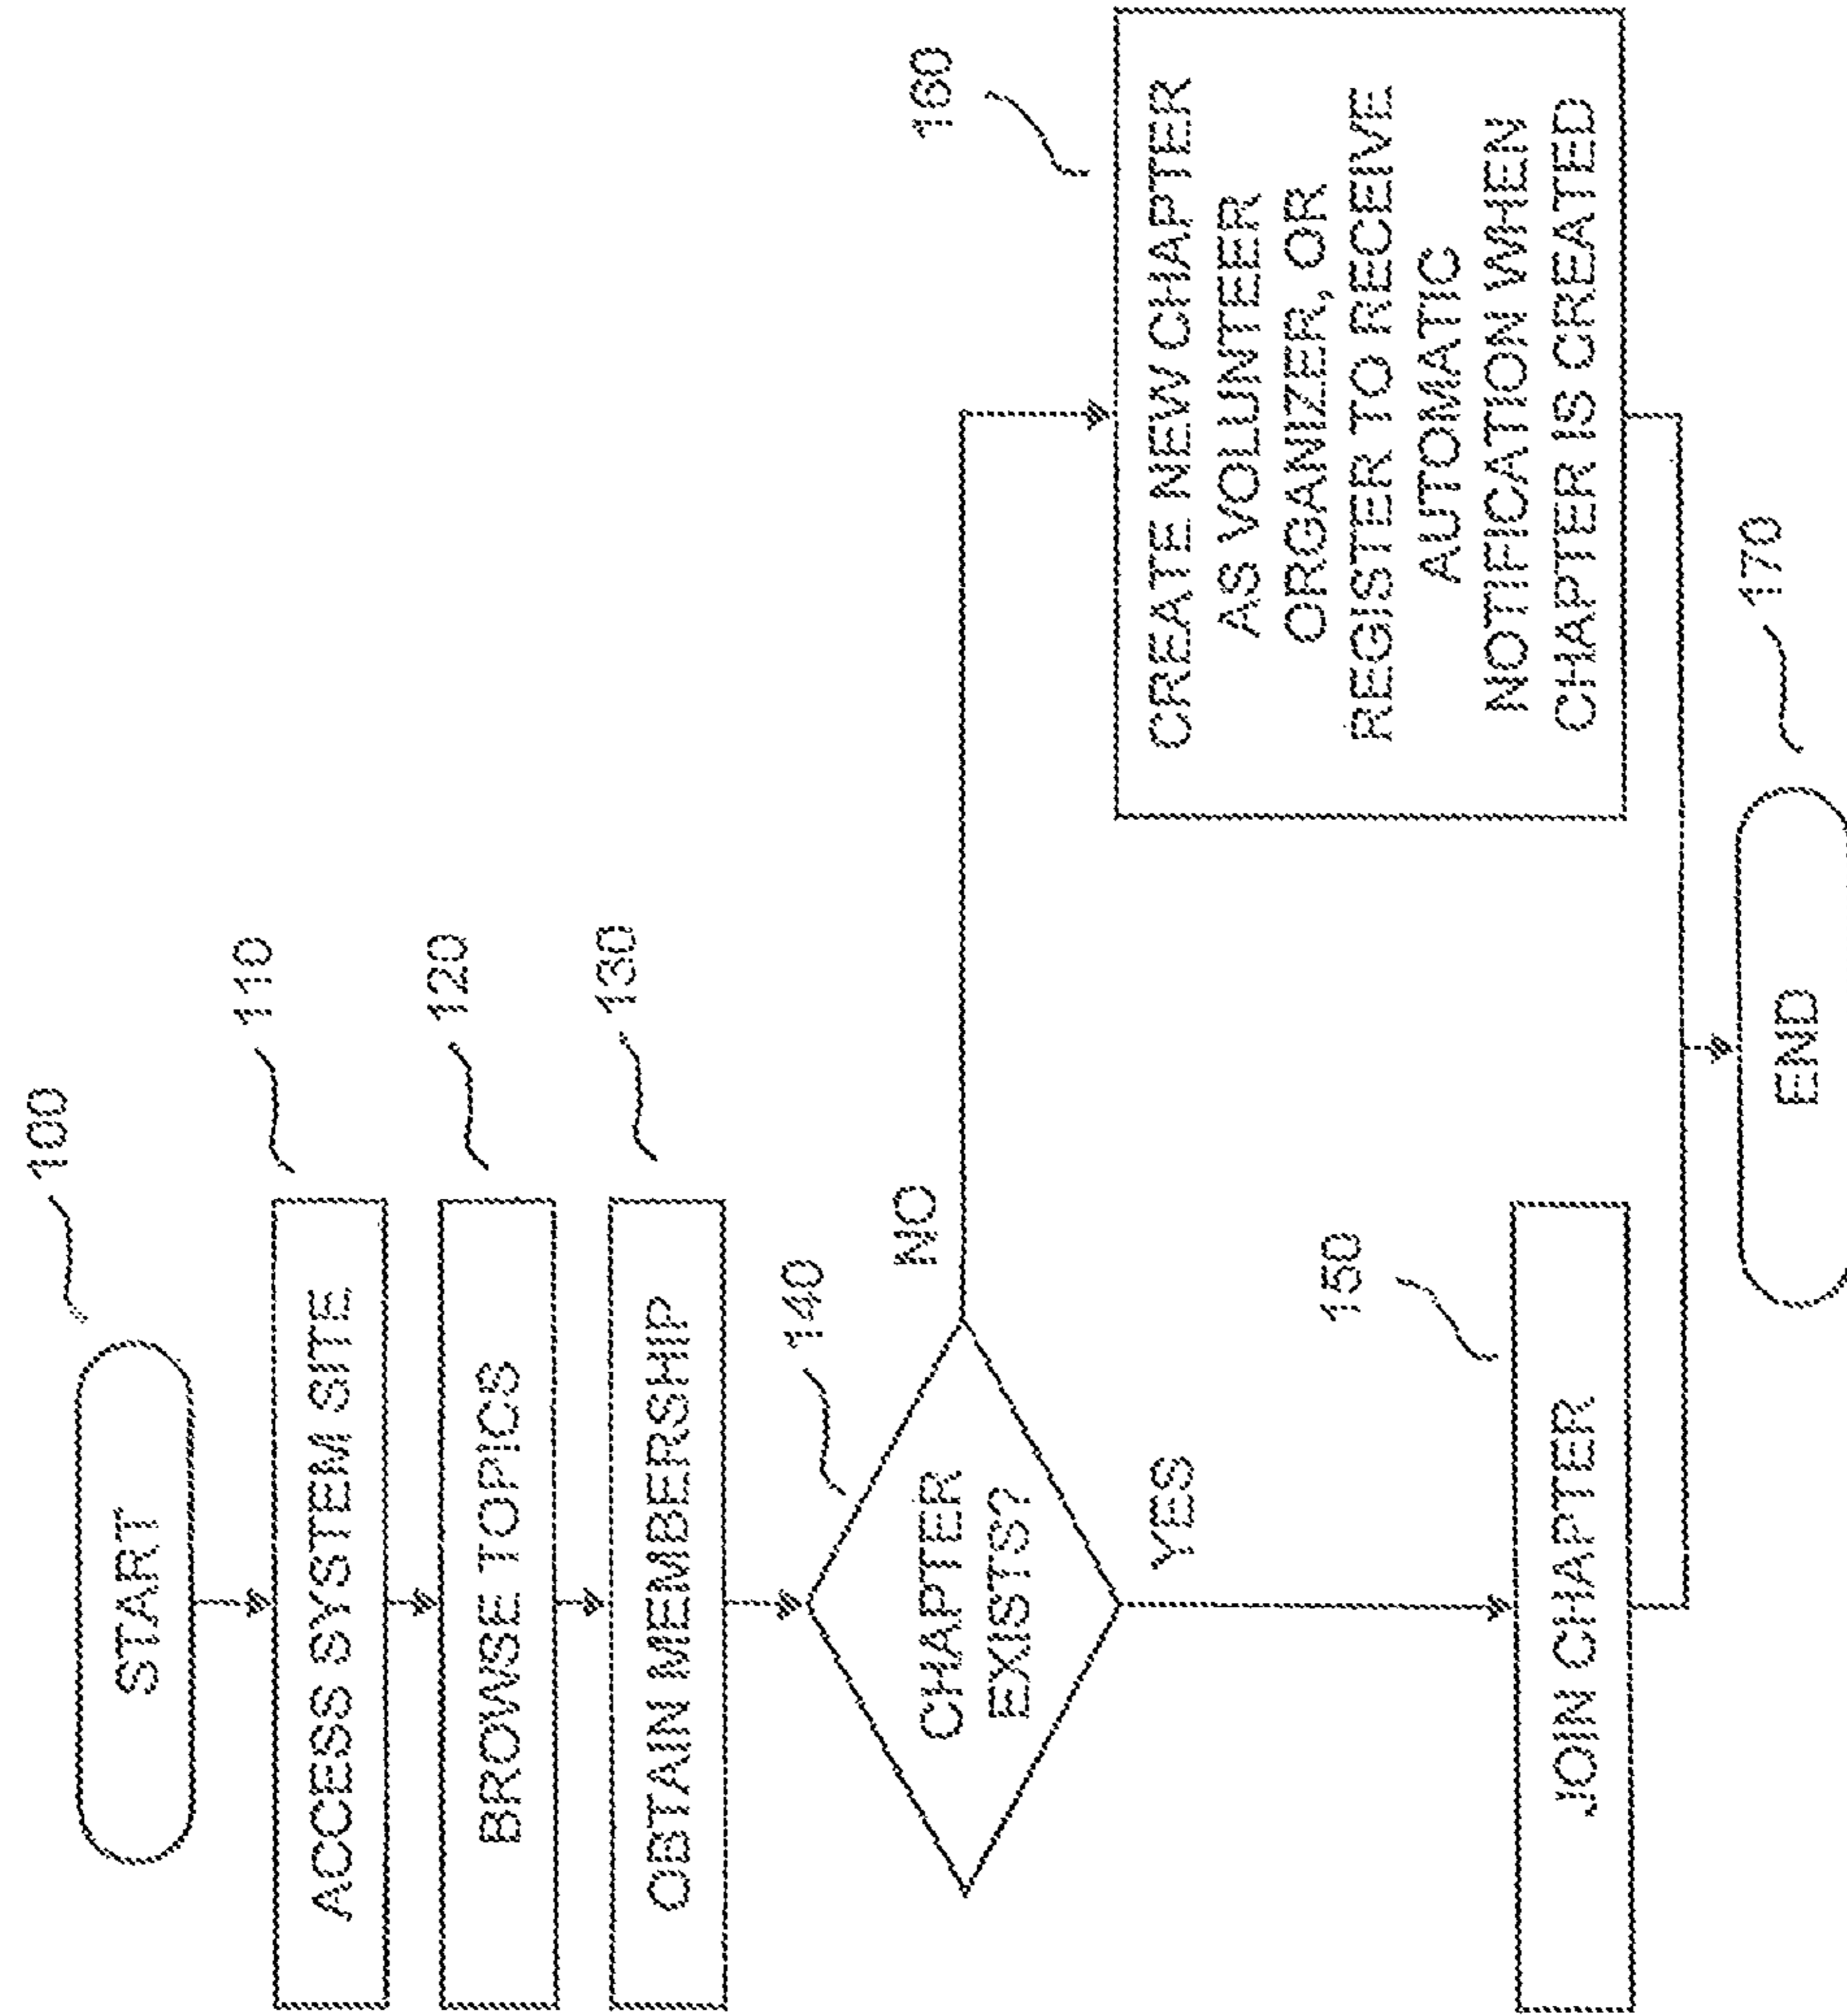 100
START
110
ACCESS SYSTEM SITE
120
BROWSE TOPICS
130
OBTAIN MEMBERSHIP
140
CHAPTER
EXISTS?
NO
YES
160
CREATE NEW CHAPTER
AS VOLUNTEER
ORGANIZER, OR
REGISTER TO RECEIVE
AUTOMATIC
NOTIFICATION WHEN
CHAPTER IS CREATED
150
JOIN CHAPTER
170
END